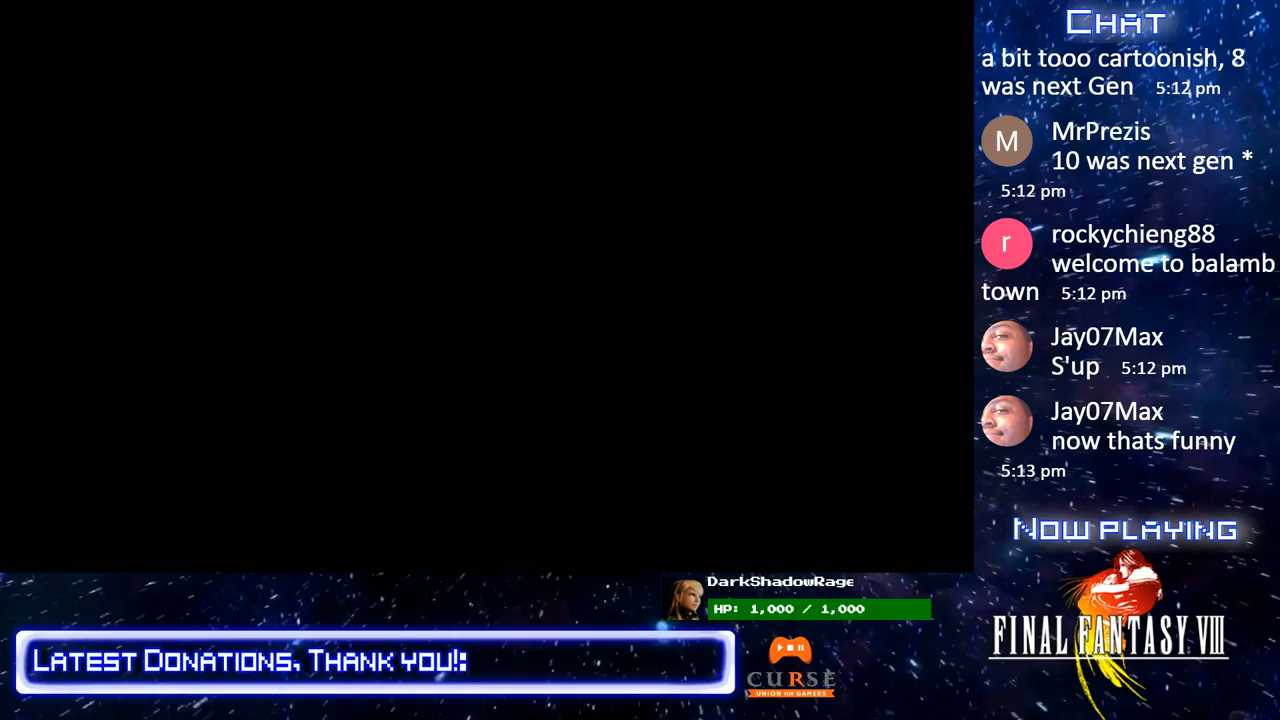 CHAT
a bit tooo cartoonish, 8
was next Gen 5:12 pm
M
MrPrezis
10 was next gen *
5:12 pm
r
rockychieng88
welcome to balamb
town 5:12 pm
Jay07Max
S'up 5:12 pm
Jay07Max
now thats funny
5:13 pm
NOW PLAYING
FINAL FANTASY VIII
DarkShadowRage
HP: 1,000 / 1,000
LATEST DONATIONS, THANK YOU!:
CURSE
UNION FOR GAMERS